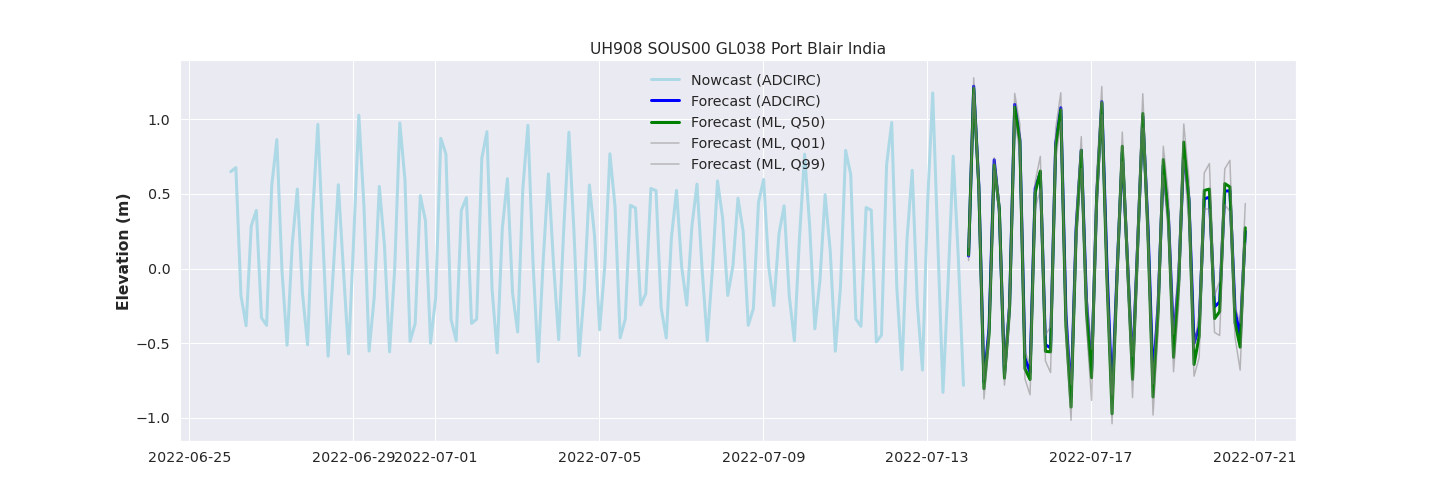 UH908 SOUS00 GL038 Port Blair India
Nowcast (ADCIRC)
Forecast (ADCIRC)
Forecast (ML, Q50)
Forecast (ML, Q01)
Forecast (ML, Q99)
Elevation (m)
1.0
0.5
0.0
−0.5
−1.0
2022-06-25 2022-06-29 2022-07-01 2022-07-05 2022-07-09 2022-07-13 2022-07-17 2022-07-21